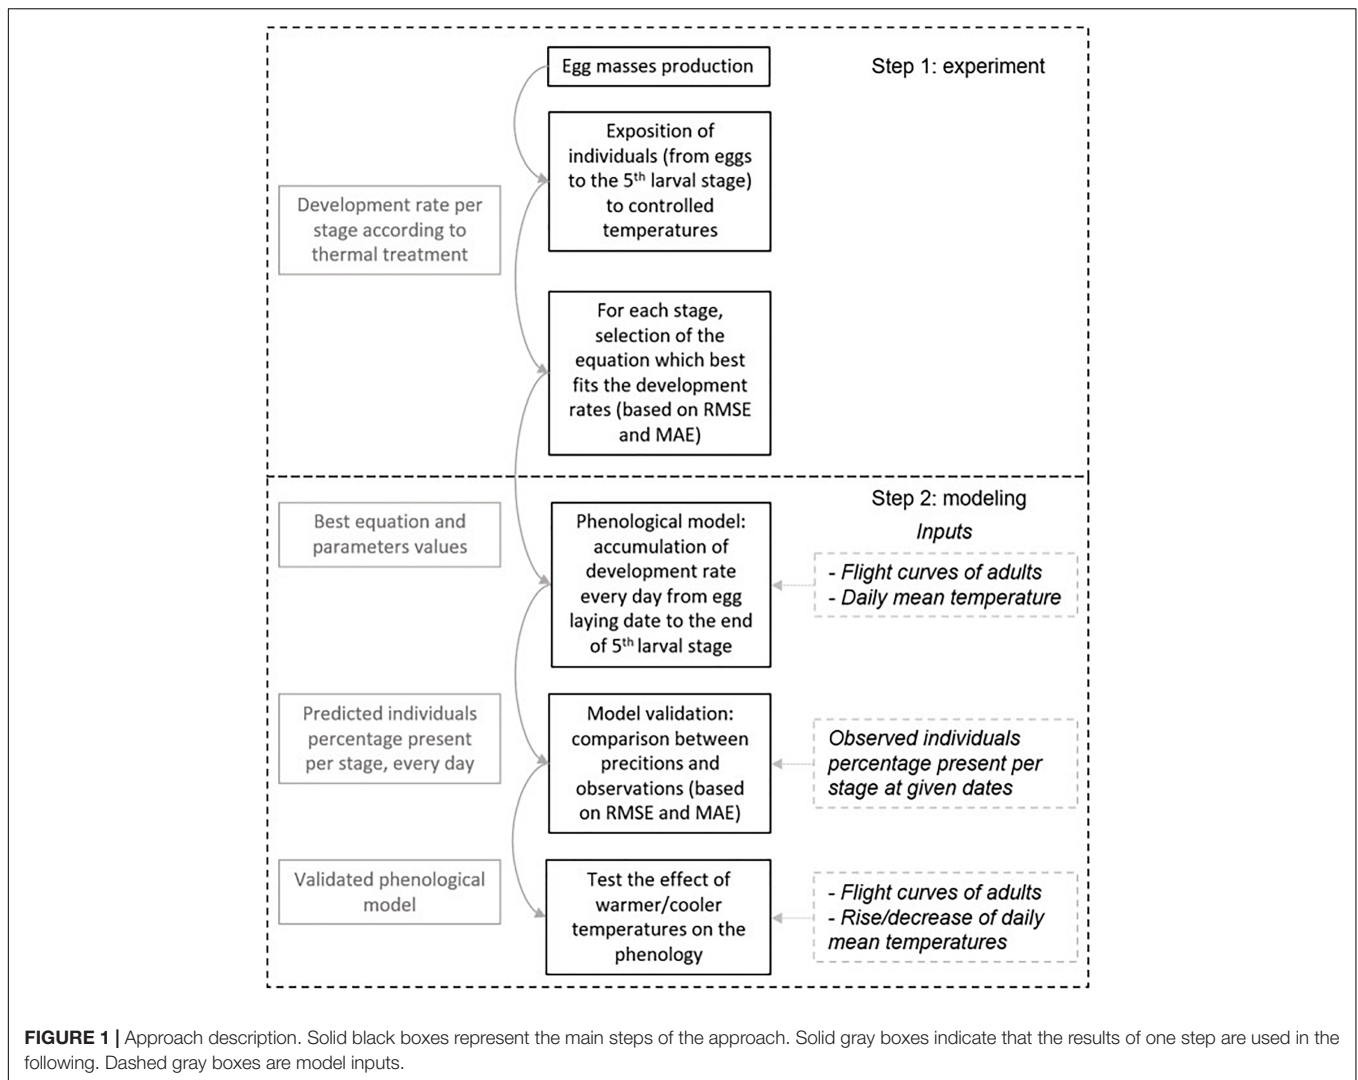 Egg masses production
Step 1: experiment
Exposition of
individuals (from eggs
to the 5th larval stage)
to controlled
temperatures
Development rate per
stage according to
thermal treatment
For each stage,
selection of the
equation which best
fits the development
rates (based on RMSE
and MAE)
Step 2: modeling
Inputs
Best equation and
parameters values
Phenological model:
accumulation of
development rate
every day from egg
laying date to the end
of 5th larval stage
- Flight curves of adults
- Daily mean temperature
Predicted individuals
percentage present
per stage, every day
Model validation:
comparison between
precitions and
observations (based
on RMSE and MAE)
Observed individuals
percentage present per
stage at given dates
Validated phenological
model
Test the effect of
warmer/cooler
temperatures on the
phenology
- Flight curves of adults
- Rise/decrease of daily
mean temperatures
FIGURE 1 | Approach description. Solid black boxes represent the main steps of the approach. Solid gray boxes indicate that the results of one step are used in the
following. Dashed gray boxes are model inputs.